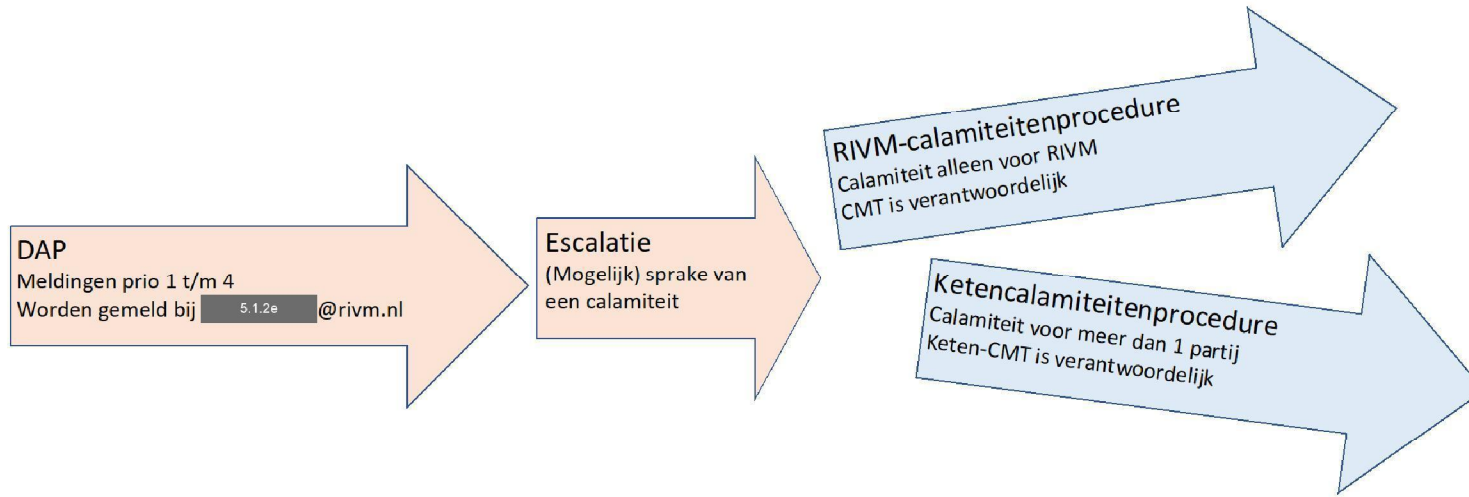 DAP
Meldingen prio 1 t/m 4
Worden gemeld bij 5.1.2e @rivm.nl
Escalatie
(Mogelijk) sprake van
een calamiteit
RIVM-calamiteitenprocedure
Calamiteit alleen voor RIVM
CMT is verantwoordelijk
Ketencalamiteitenprocedure
Calamiteit voor meer dan 1 partij
Keten-CMT is verantwoordelijk